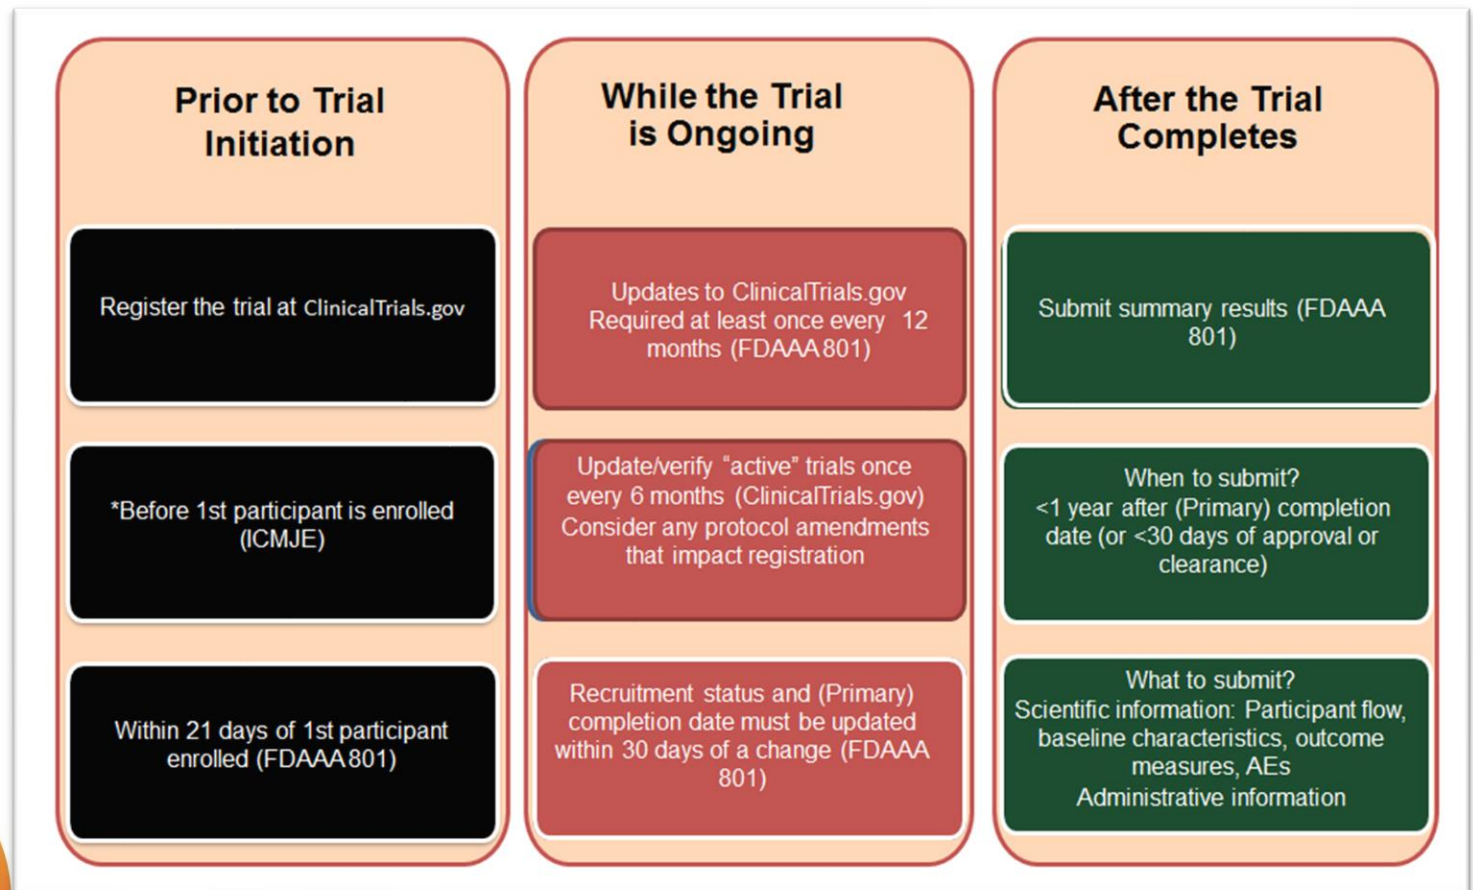 Prior to Trial
Initiation
Register the trial at ClinicalTrials.gov
*Before 1st participant is enrolled
(ICMJE)
Within 21 days of 1st participant
enrolled (FDAAA 801)
While the Trial
is Ongoing
Updates to ClinicalTrials.gov
Required at least once every 12
months (FDAAA 801)
Update/verify “active” trials once
every 6 months (ClinicalTrials.gov)
Consider any protocol amendments
that impact registration
Recruitment status and (Primary)
completion date must be updated
within 30 days of a change (FDAAA
801)
After the Trial
Completes
Submit summary results (FDAAA
801)
When to submit?
<1 year after (Primary) completion
date (or <30 days of approval or
clearance)
What to submit?
Scientific information: Participant flow,
baseline characteristics, outcome
measures, AEs
Administrative information